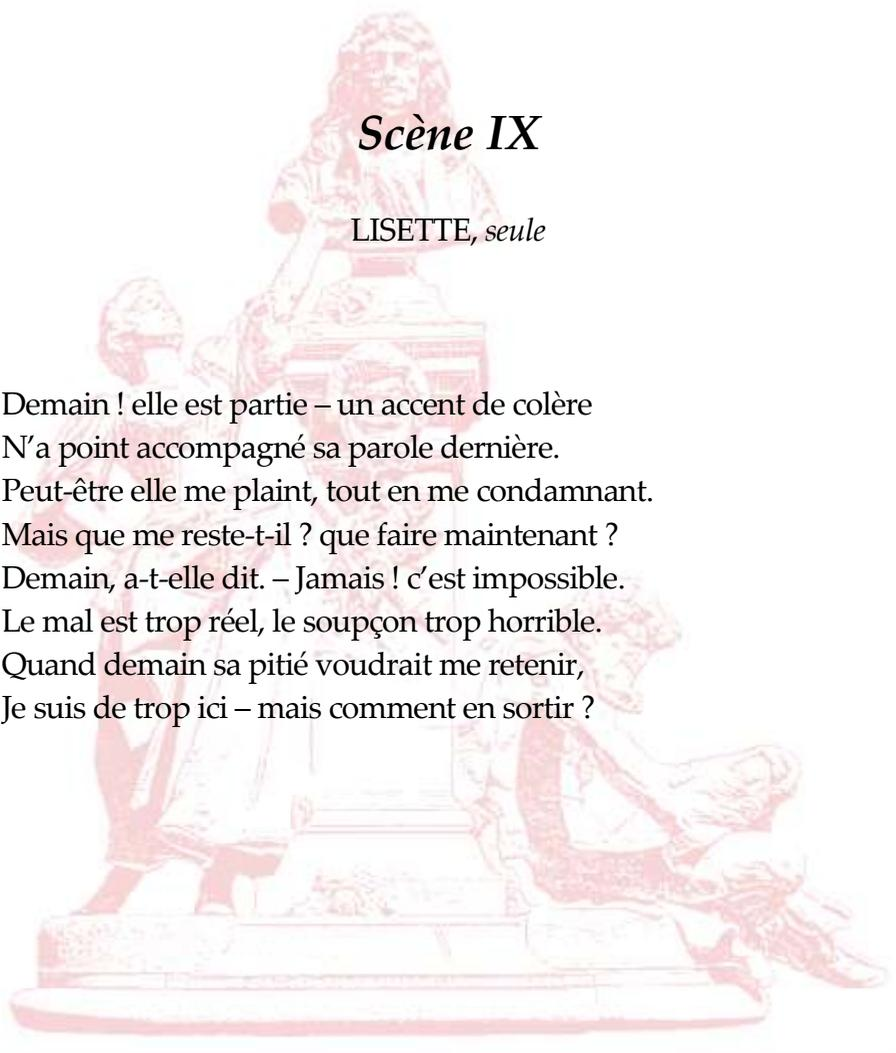 Scène IX
LISETTE, seule
Demain ! elle est partie – un accent de colère
N’a point accompagné sa parole dernière.
Peut-être elle me plaint, tout en me condamnant.
Mais que me reste-t-il ? que faire maintenant ?
Demain, a-t-elle dit. – Jamais ! c’est impossible.
Le mal est trop réel, le soupçon trop horrible.
Quand demain sa pitié voudrait me retenir,
Je suis de trop ici – mais comment en sortir ?